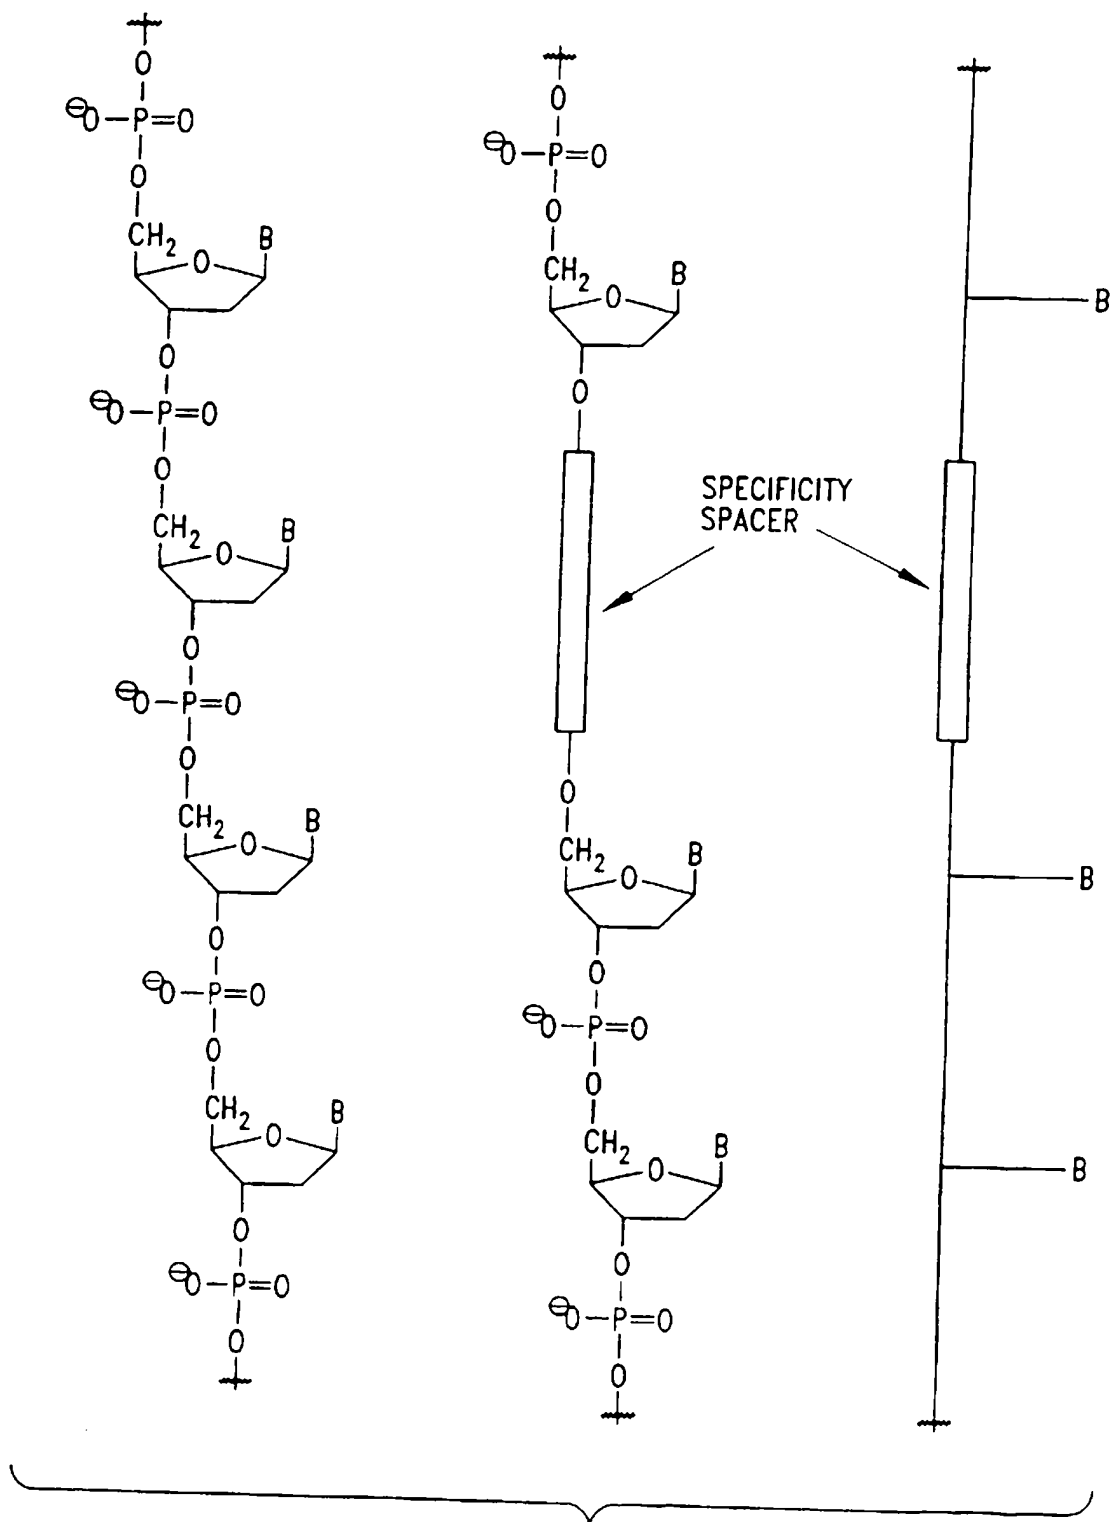 O
⊖O–P=O
O
CH₂ O B
O
⊖O–P=O
O
CH₂ O B
O
⊖O–P=O
O
CH₂ O B
O
⊖O–P=O
O
CH₂ O B
O
⊖O–P=O
O
O
⊖O–P=O
O
CH₂ O B
O
SPECIFICITY
SPACER
O
CH₂ O B
O
⊖O–P=O
O
CH₂ O B
O
⊖O–P=O
O
B
B
B